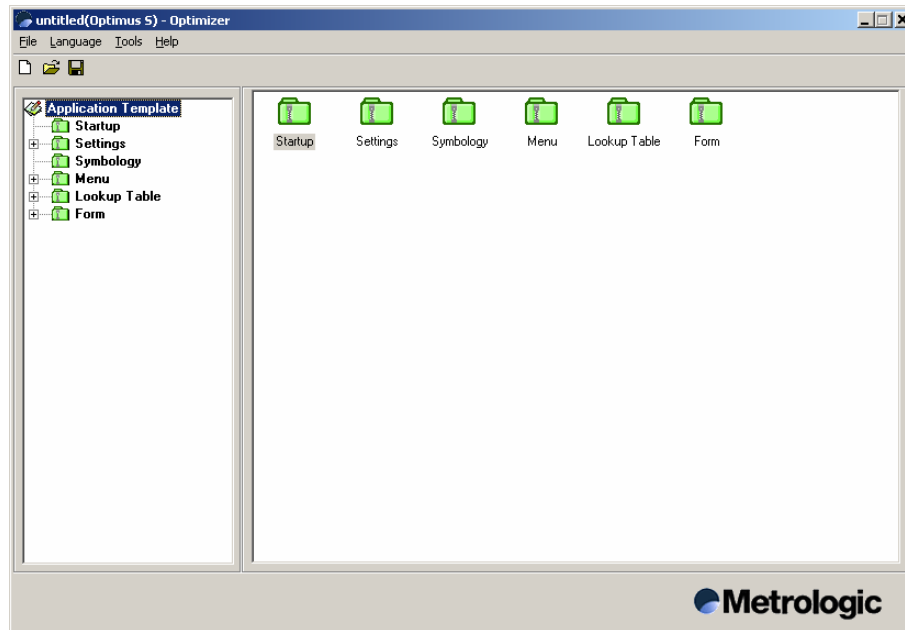 untitled(Optimus S) - Optimizer
File Language Tools Help
Application Template
Startup
Settings
Symbology
Menu
Lookup Table
Form
Startup Settings Symbology Menu Lookup Table Form
Metrologic